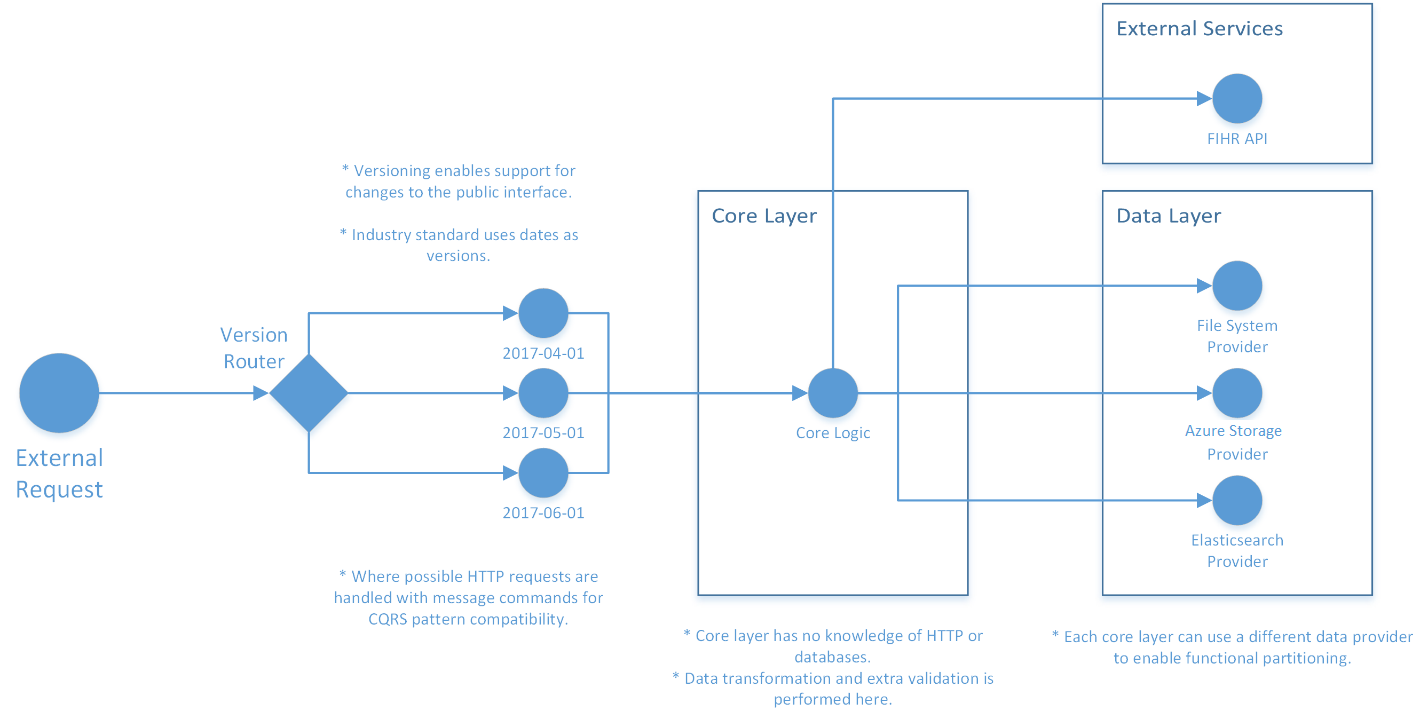 External Services
FIHR API
* Versioning enables support for
changes to the public interface.
* Industry standard uses dates as
versions.
Core Layer
Data Layer
Version
Router
2017-04-01
2017-05-01
2017-06-01
External
Request
Core Logic
File System
Provider
Azure Storage
Provider
Elasticsearch
Provider
* Where possible HTTP requests are
handled with message commands for
CQRS pattern compatibility.
* Core layer has no knowledge of HTTP or
databases.
* Data transformation and extra validation is
performed here.
* Each core layer can use a different data provider
to enable functional partitioning.